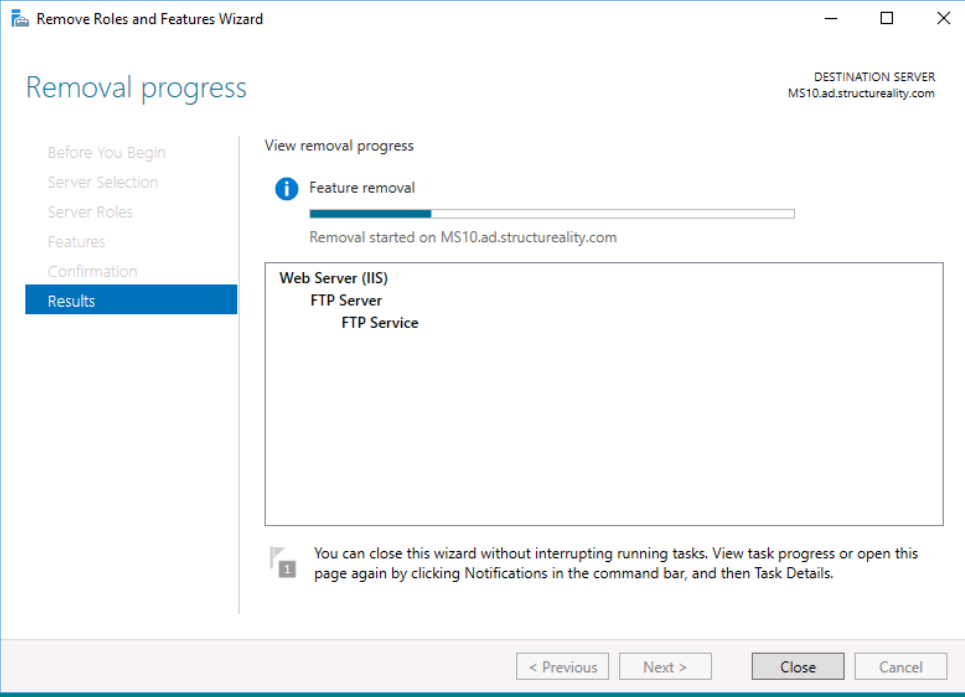 Remove Roles and Features Wizard
Removal progress
DESTINATION SERVER
MS10.ad.structureality.com
Before You Begin
Server Selection
Server Roles
Features
Confirmation
Results
View removal progress
Feature removal
Removal started on MS10.ad.structureality.com
Web Server (IIS)
FTP Server
FTP Service
1
You can close this wizard without interrupting running tasks. View task progress or open this
page again by clicking Notifications in the command bar, and then Task Details.
< Previous
Next >
Close
Cancel